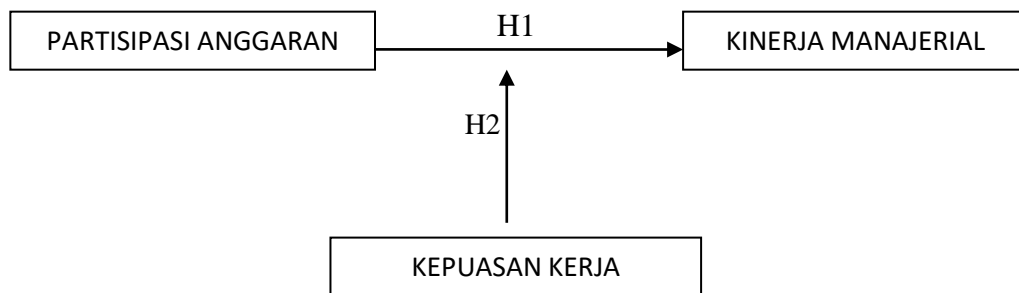 H1
PARTISIPASI ANGGARAN
KINERJA MANAJERIAL
H2
KEPUASAN KERJA